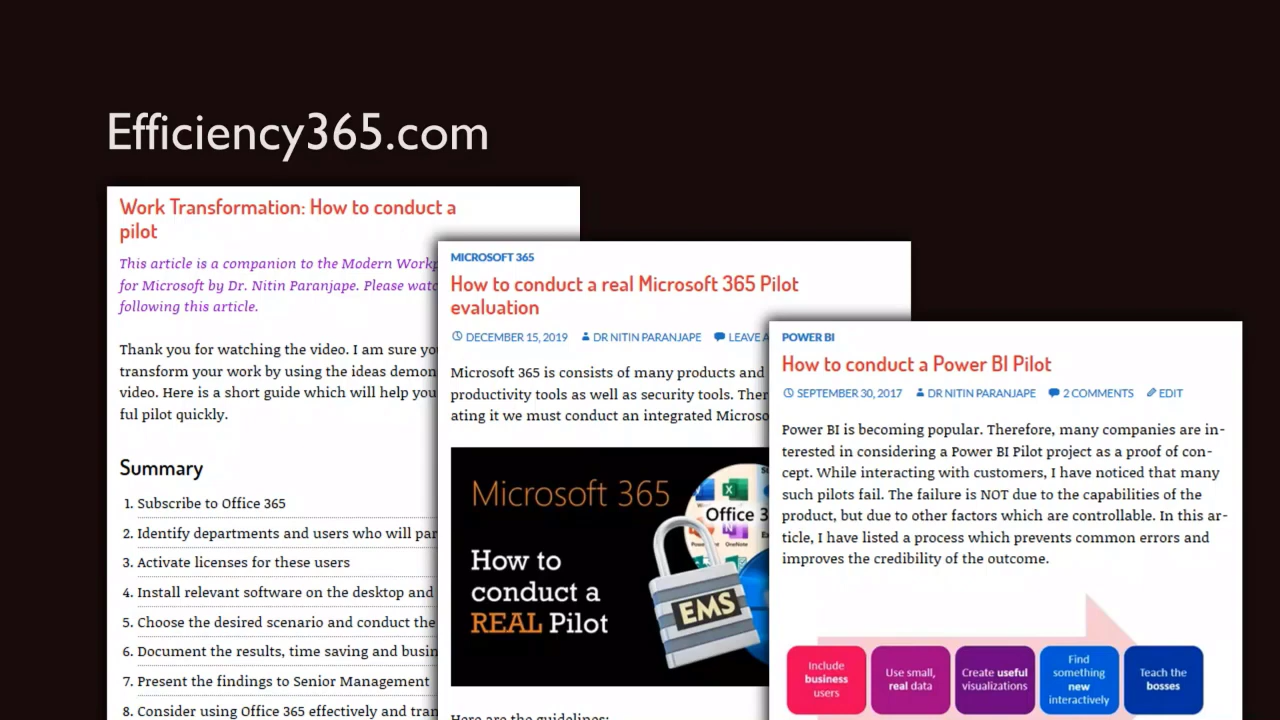 Efficiency365.com
Work Transformation: How to conduct a
pilot
This article is a companion to the Modern
for Microsoft by Dr. Nitin Paranjape. Please
following this article.
Thank you for watching the video. I am sure
transform your work by using the ideas
video. Here is a short guide which will help you
ful pilot quickly.
Summary
1. Subscribe to Office 365
2. Identify departments and users who will
3. Activate licenses for these users
4. Install relevant software on the desktop and
5. Choose the desired scenario and conduct the
6. Document the results, time saving and
7. Present the findings to Senior Management
8. Consider using Office 365 effectively and
MICROSOFT 365
How to conduct a real Microsoft 365 Pilot
evaluation
DECEMBER 15, 2019 DR NITIN PARANJAPE LEAVE A
Microsoft 365 is consists of many products and
productivity tools as well as security tools.
ating it we must conduct an integrated
Microsoft 365
Office
OneNote
How to
conduct a
REAL Pilot
EMS
Here are the guidelines:
POWER BI
How to conduct a Power BI Pilot
SEPTEMBER 30, 2017 DR NITIN PARANJAPE 2 COMMENTS EDIT
Power BI is becoming popular. Therefore, many companies are in-
terested in considering a Power BI Pilot project as a proof of con-
cept. While interacting with customers, I have noticed that many
such pilots fail. The failure is NOT due to the capabilities of the
product, but due to other factors which are controllable. In this ar-
ticle, I have listed a process which prevents common errors and
improves the credibility of the outcome.
Include
business
users
Use small,
real data
Create useful
visualizations
Find
something
new
interactively
Teach the
bosses